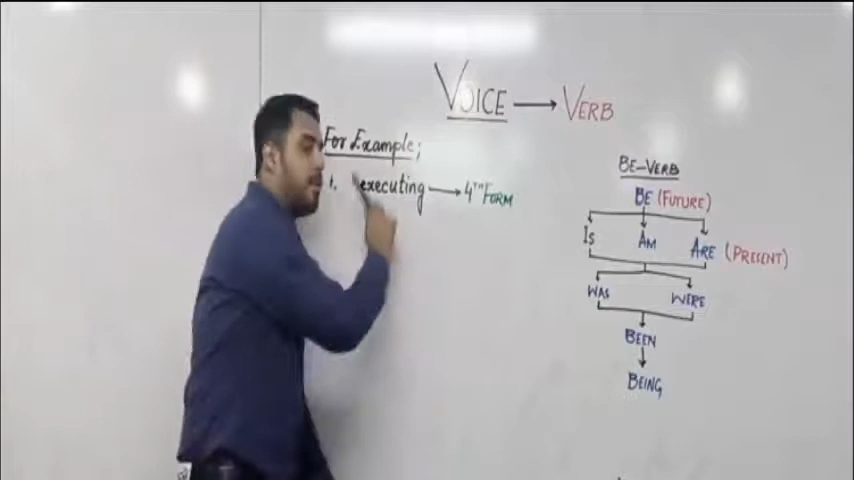 VOICE → VERB
For Example;
1. executing → 4TH FORM
BE-VERB
BE (FUTURE)
IS AM ARE (PRESENT)
WAS WERE
BEEN
BEING